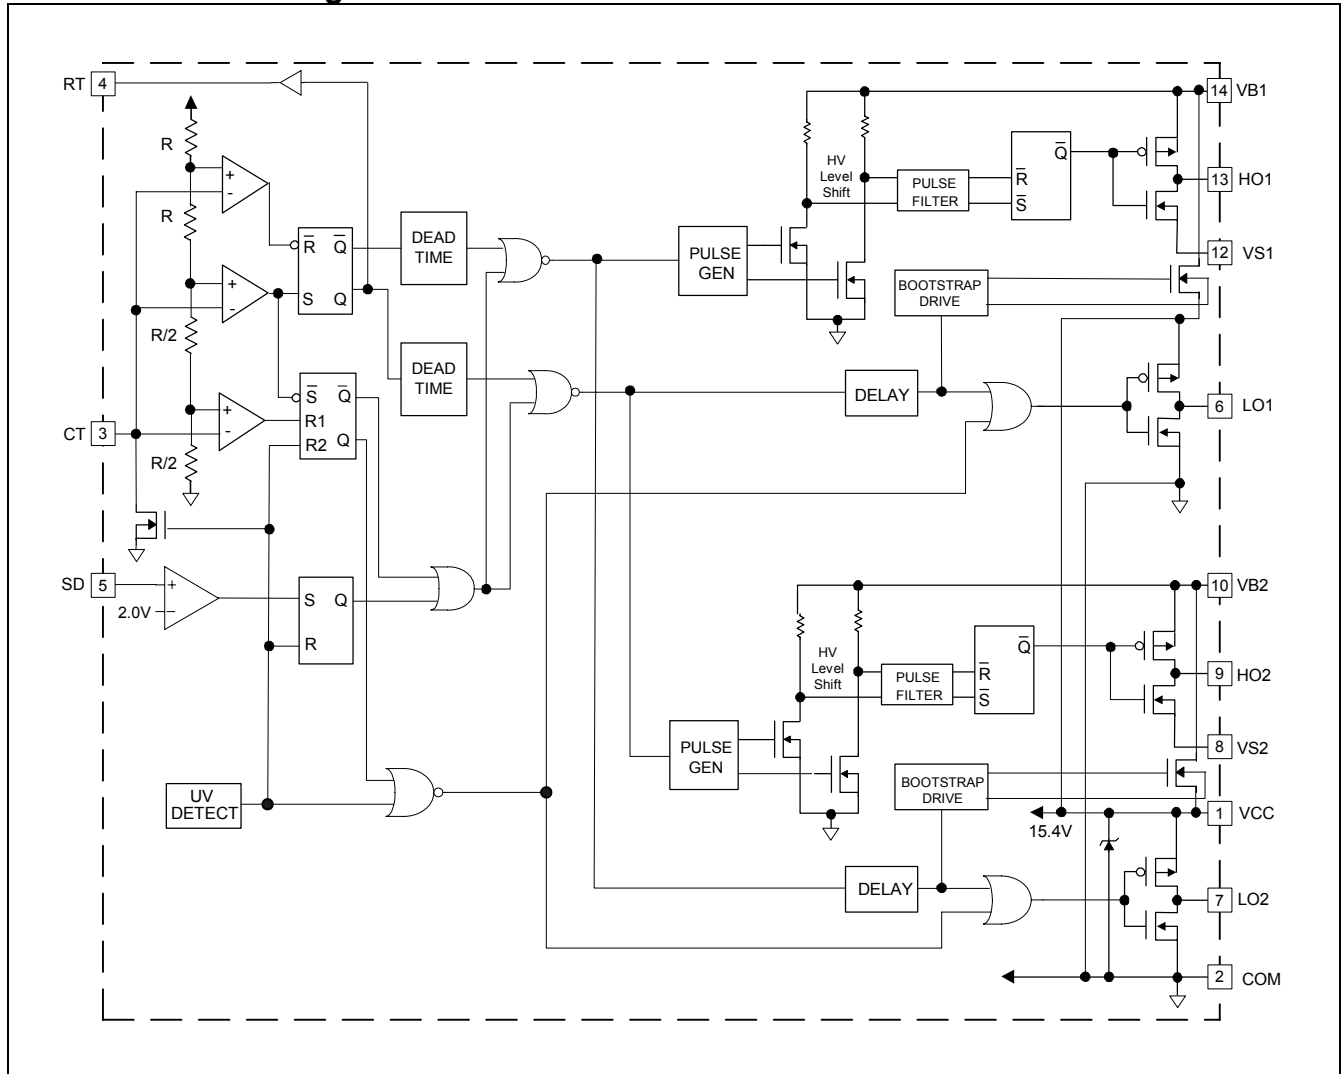 RT 4
14 VB1
R
HV
Level
Shift
Q
+
-
PULSE
FILTER
R
S
13 HO1
R
R Q
S Q
DEAD
TIME
PULSE
GEN
12 VS1
BOOTSTRAP
DRIVE
+
-
R/2
DEAD
TIME
S Q
R1
R2 Q
DELAY
6 LO1
+
-
CT 3
R/2
SD 5
+
2.0V
S Q
R
10 VB2
HV
Level
Shift
Q
PULSE
FILTER
R
S
9 HO2
PULSE
GEN
8 VS2
BOOTSTRAP
DRIVE
UV
DETECT
1 VCC
15.4V
DELAY
7 LO2
2 COM